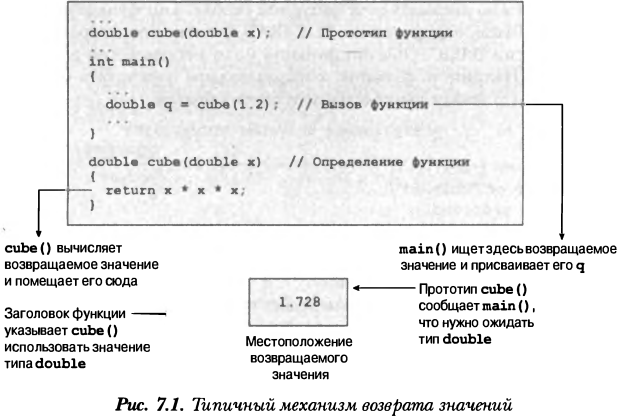 ...
double cube(double x);    // Прототип функции
...
int main()
{
...
double q = cube(1.2);  // Вызов функции
...
}
double cube(double x)    // Определение функции
{
return x * x * x;
}
cube() вычисляет
возвращаемое значение
и помещает его сюда
main() ищет здесь возвращаемое
значение и присваивает его q
1.728
Местоположение
возвращаемого
значения
Прототип cube()
сообщает main(),
что нужно ожидать
тип double
Заголовок функции
указывает cube()
использовать значение
типа double
Рис. 7.1. Типичный механизм возврата значений